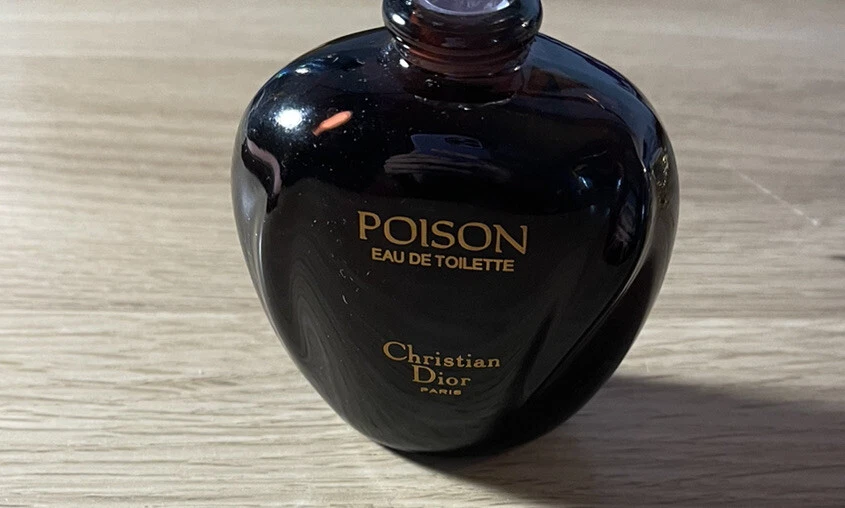 POISON
EAU DE TOILETTE
Christian
Dior
PARIS